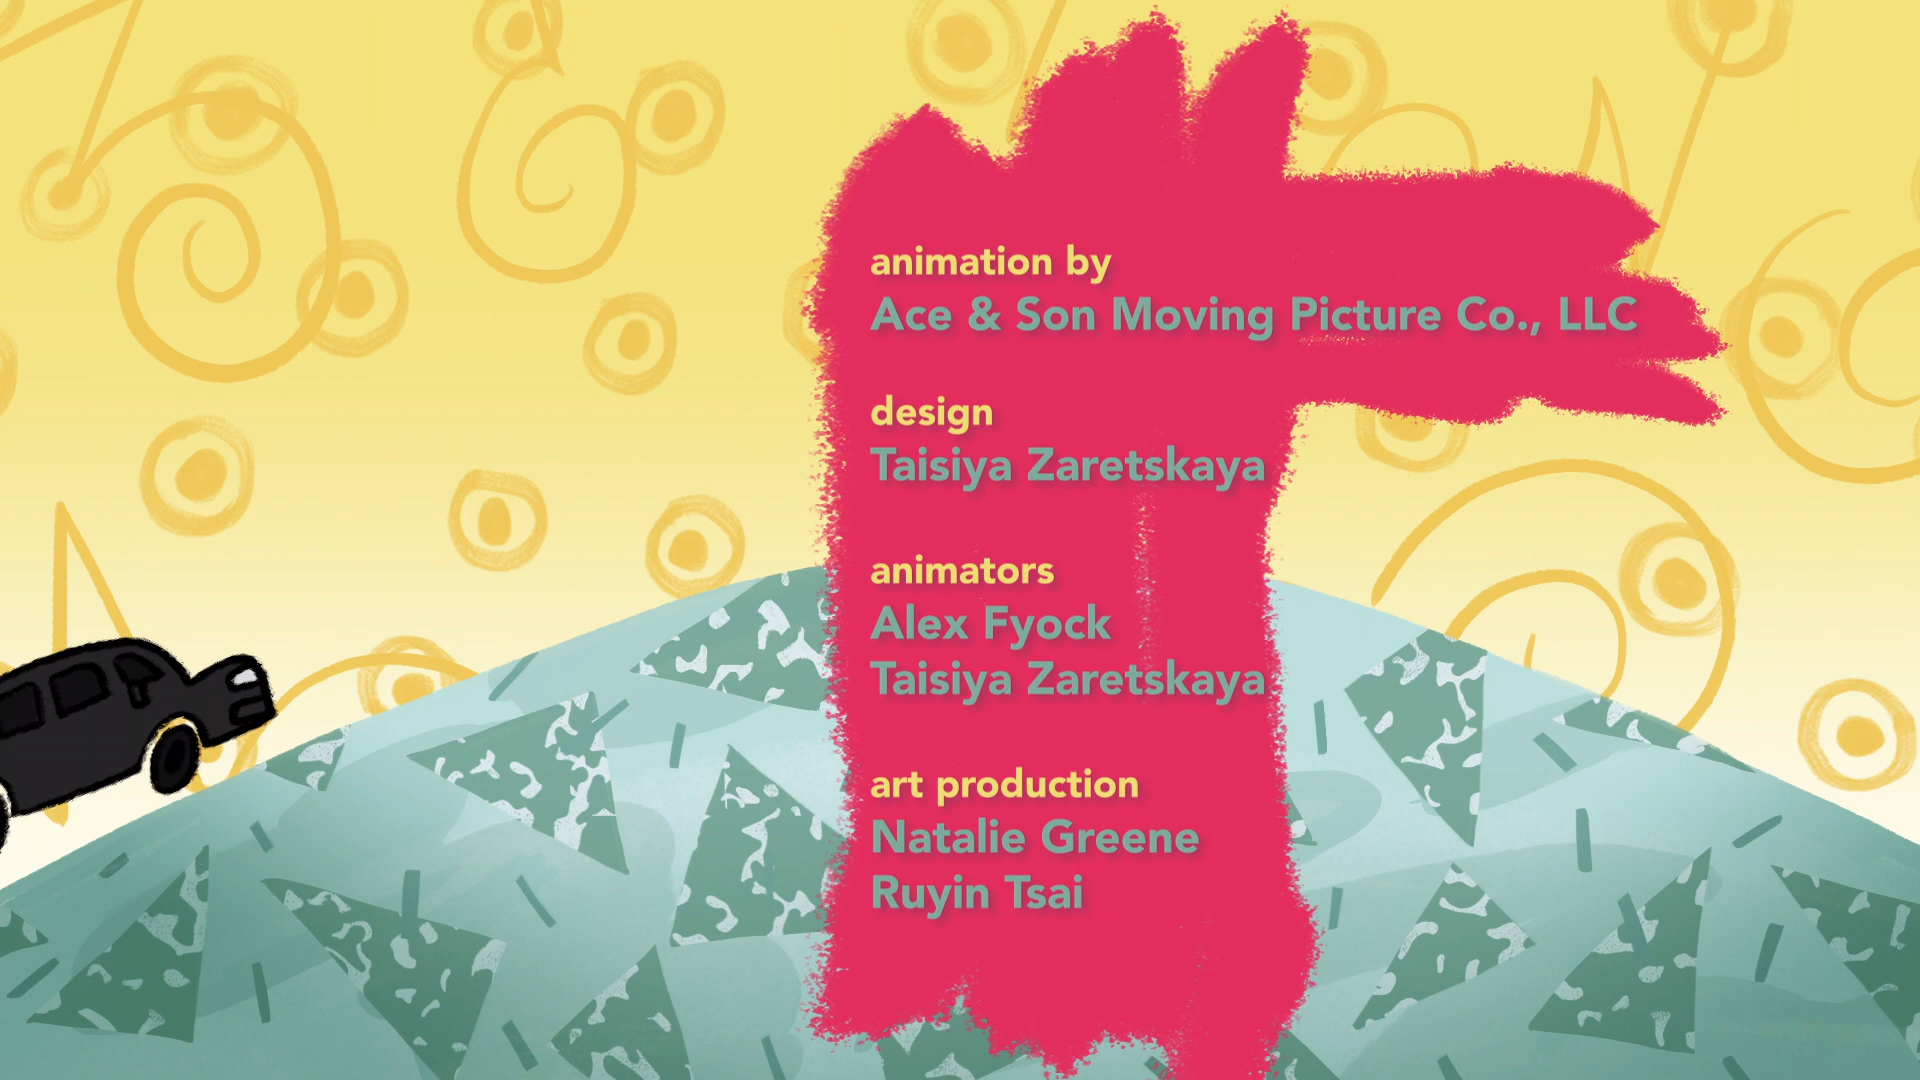 animation by
Ace & Son Moving Picture Co., LLC
design
Taisiya Zaretskaya
animators
Alex Fyock
Taisiya Zaretskaya
art production
Natalie Greene
Ruyin Tsai